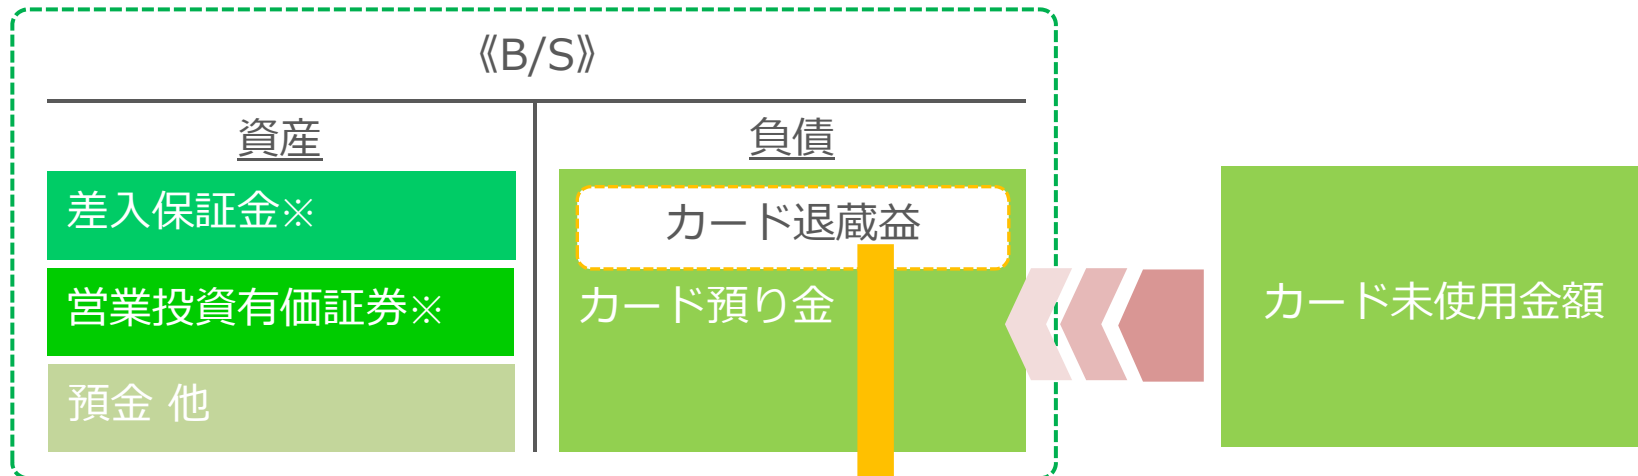 《B/S》
資産
負債
差入保証金※
営業投資有価証券※
預金 他
カード退蔵益
カード預り金
カード未使用金額